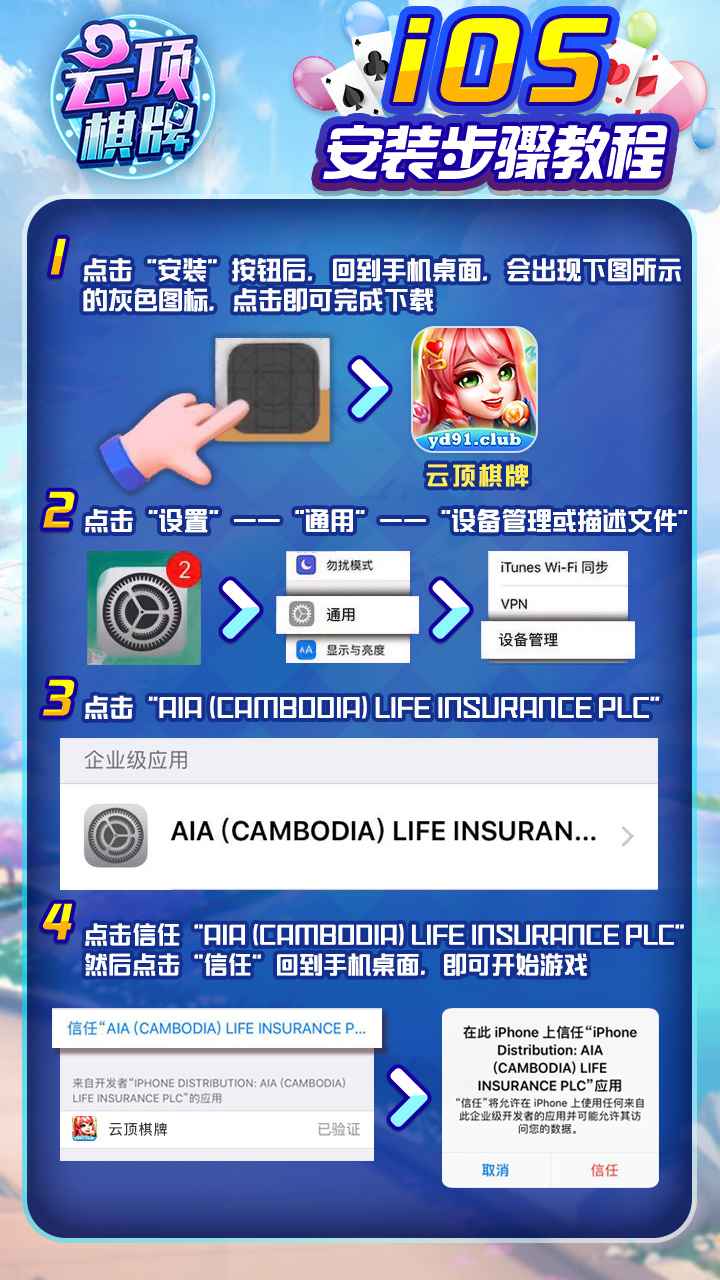 云顶
棋牌
iOS
安装步骤教程
1
点击“安装”按钮后，回到手机桌面，会出现下图所示
的灰色图标，点击即可完成下载
yd91.club
云顶棋牌
2
点击“设置”——“通用”——“设备管理或描述文件”
2
勿扰模式
通用
AA 显示与亮度
iTunes Wi-Fi 同步
VPN
设备管理
3
点击“AIA (CAMBODIA) LIFE INSURANCE PLC”
企业级应用
AIA (CAMBODIA) LIFE INSURAN...
4
点击信任“AIA (CAMBODIA) LIFE INSURANCE PLC”
然后点击“信任”回到手机桌面，即可开始游戏
信任“AIA (CAMBODIA) LIFE INSURANCE P...
来自开发者“IPHONE DISTRIBUTION: AIA (CAMBODIA)
LIFE INSURANCE PLC”的应用
云顶棋牌 已验证
在此 iPhone 上信任“iPhone
Distribution: AIA
(CAMBODIA) LIFE
INSURANCE PLC”应用
“信任”将允许在 iPhone 上使用任何来自
此企业级开发者的应用并可能允许其访
问您的数据。
取消 信任